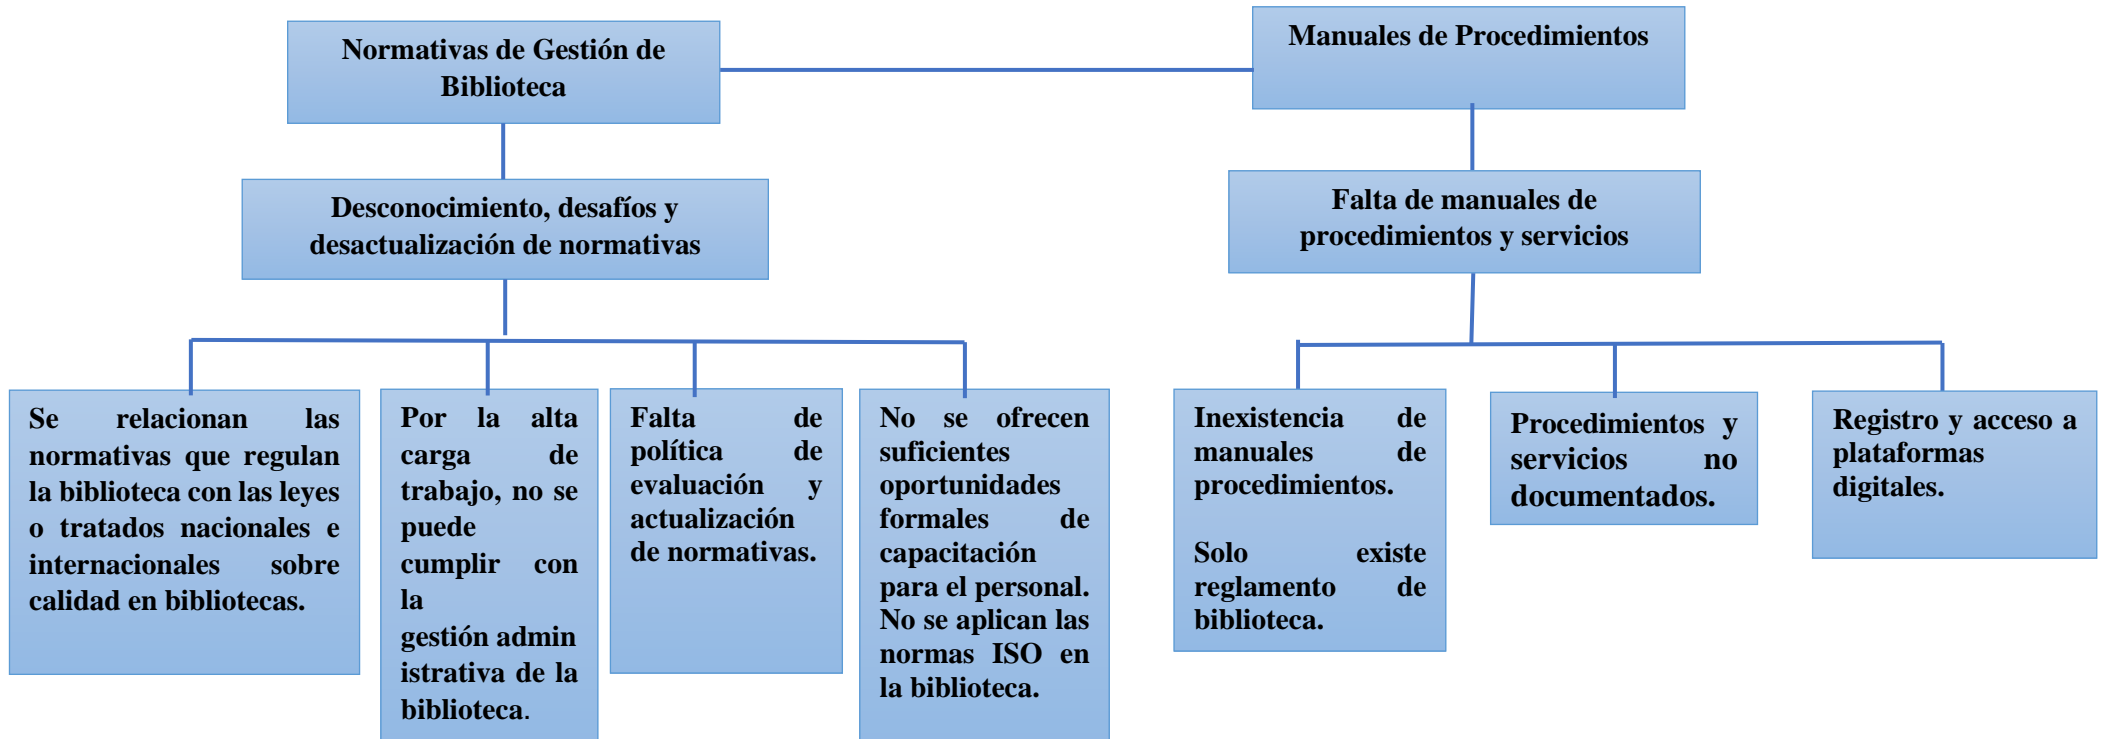 Normativas de Gestión de
Biblioteca
Manuales de Procedimientos
Desconocimiento, desafíos y
desactualización de normativas
Falta de manuales de
procedimientos y servicios
Se relacionan las
normativas que regulan
la biblioteca con las leyes
o tratados nacionales e
internacionales sobre
calidad en bibliotecas.
Por la alta
carga de
trabajo, no se
puede
cumplir con
la
gestión admin
istrativa de la
biblioteca.
Falta de
política de
evaluación y
actualización
de normativas.
No se ofrecen
suficientes
oportunidades
formales de
capacitación
para el personal.
No se aplican las
normas ISO en
la biblioteca.
Inexistencia de
manuales de
procedimientos.
Solo existe
reglamento de
biblioteca.
Procedimientos y
servicios no
documentados.
Registro y acceso a
plataformas
digitales.